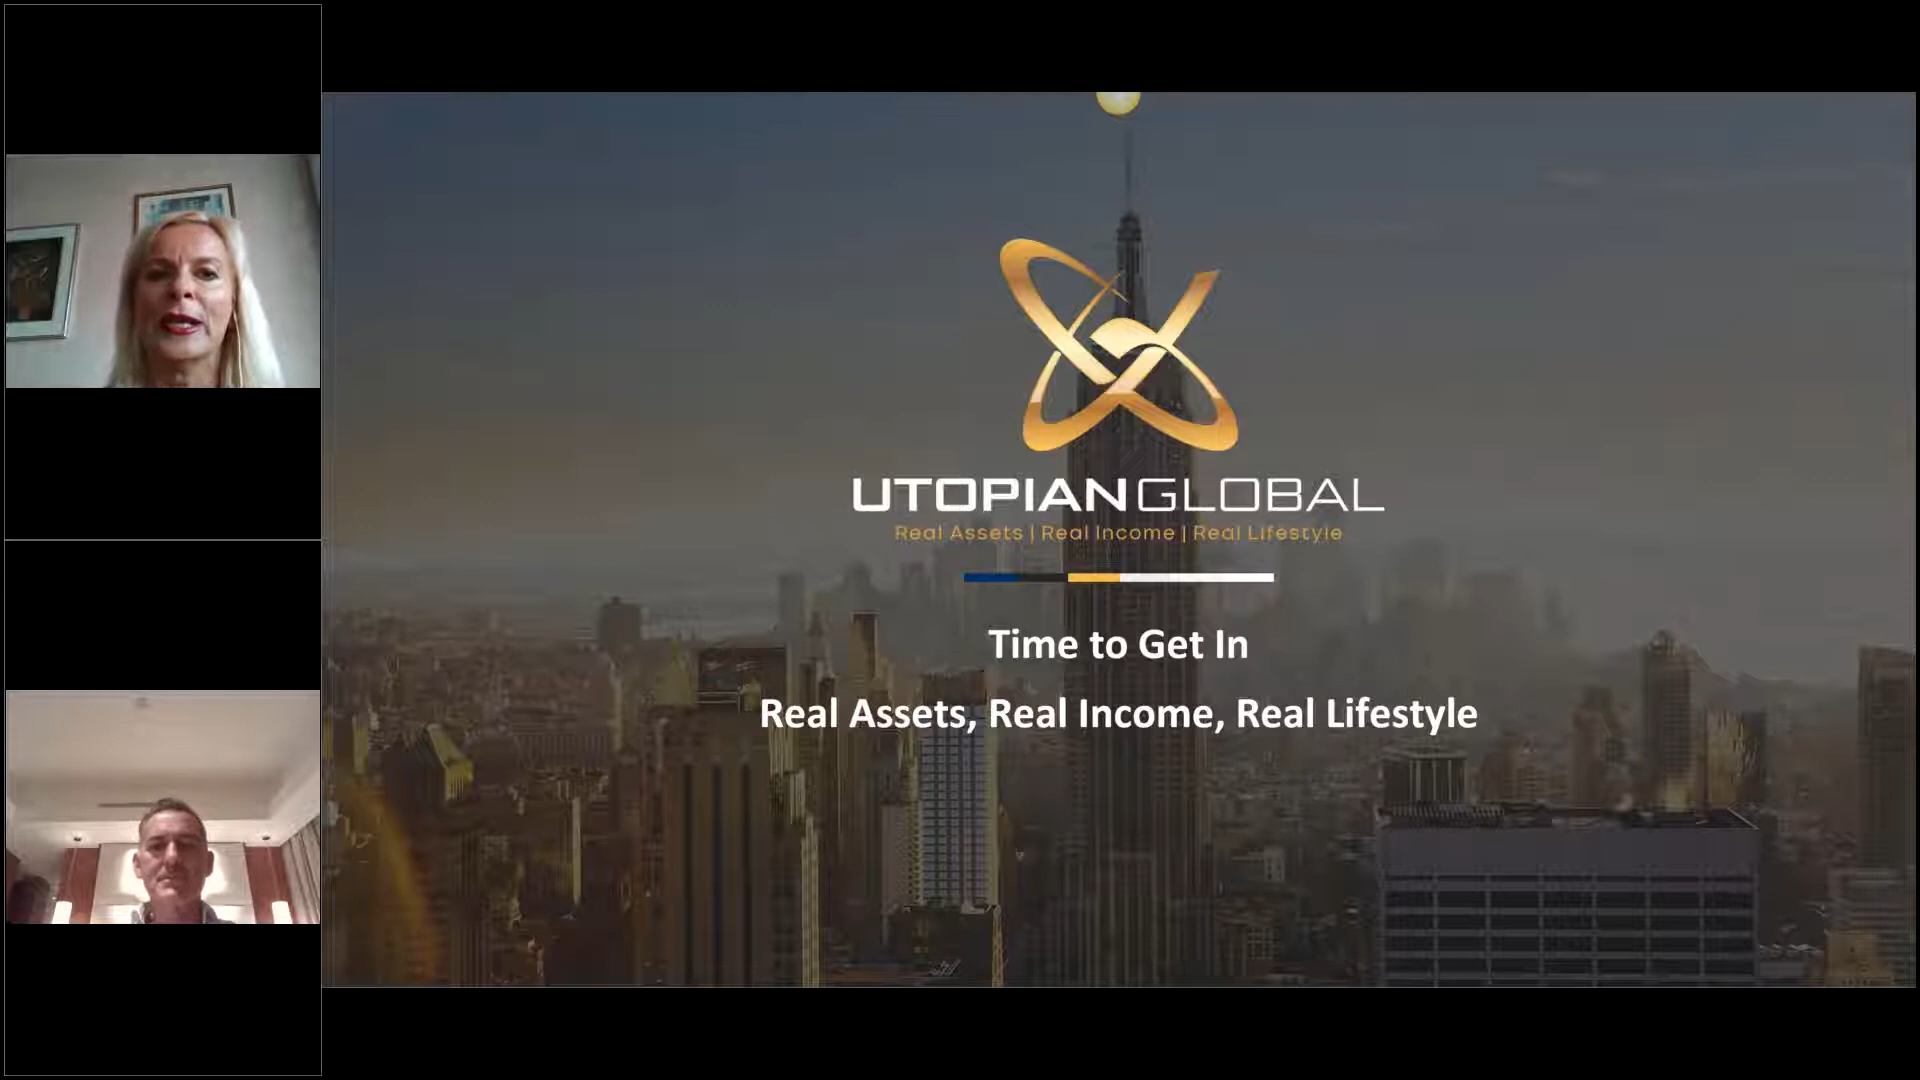 UTOPIANGLOBAL
Real Assets | Real Income | Real Lifestyle
Time to Get In
Real Assets, Real Income, Real Lifestyle